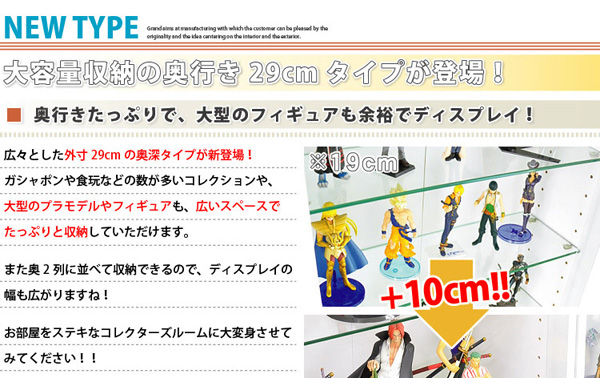 NEW TYPE
Grand aims at manufacturing with which the customer can be pleased by the
originality and the idea centering on the interior and the exterior.
大容量収納の奥行き29cmタイプが登場！
■ 奥行きたっぷりで、大型のフィギュアも余裕でディスプレイ！
広々とした外寸29cmの奥深タイプが新登場！
ガシャポンや食玩などの数が多いコレクションや、
大型のプラモデルやフィギュアも、広いスペースで
たっぷりと収納していただけます。
また奥2列に並べて収納できるので、ディスプレイの
幅も広がりますね！
お部屋をステキなコレクターズルームに大変身させて
みてください！！
※19cm
+10cm!!